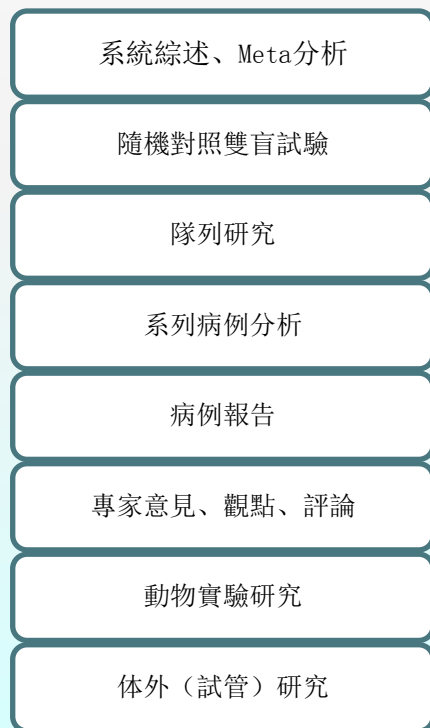 系統綜述、Meta分析
隨機對照雙盲試驗
隊列研究
系列病例分析
病例報告
專家意見、觀點、評論
動物實驗研究
体外（試管）研究